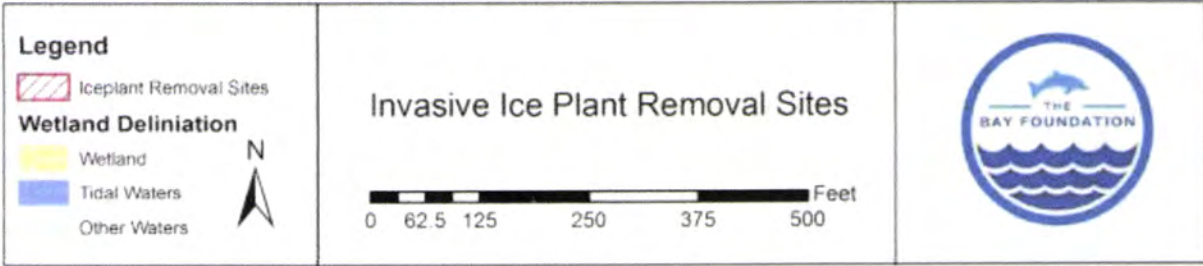 Legend
Iceplant Removal Sites
Wetland Deliniation
Wetland
Tidal Waters
Other Waters
N
Invasive Ice Plant Removal Sites
Feet
0 62.5 125 250 375 500
THE
BAY FOUNDATION